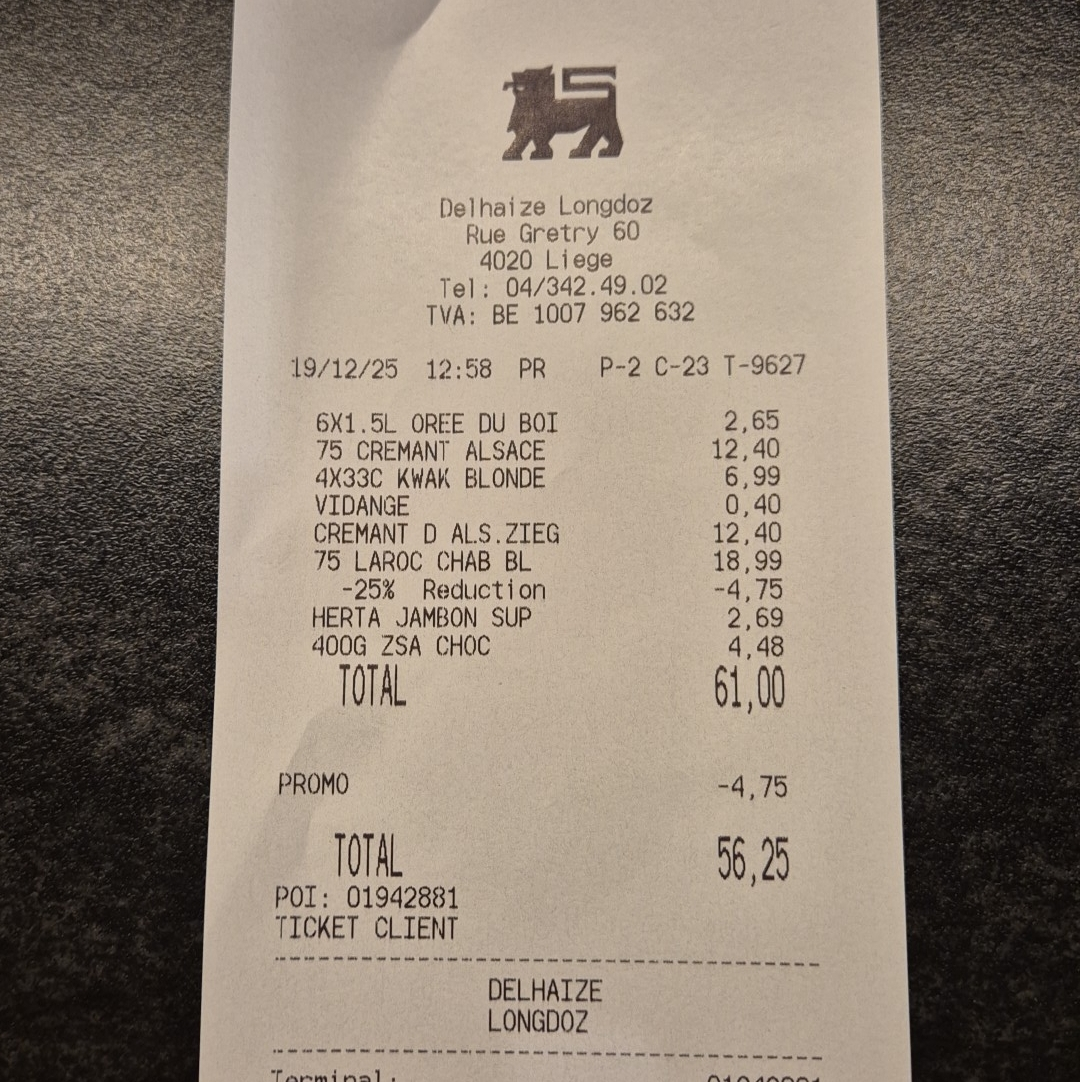 Delhaize Longdoz
Rue Gretry 60
4020 Liege
Tel: 04/342.49.02
TVA: BE 1007 962 632
19/12/25 12:58 PR P-2 C-23 T-9627
6X1.5L OREE DU BOI 2,65
75 CREMANT ALSACE 12,40
4X33C KWAK BLONDE 6,99
VIDANGE 0,40
CREMANT D ALS.ZIEG 12,40
75 LAROC CHAB BL 18,99
-25% Reduction -4,75
HERTA JAMBON SUP 2,69
400G ZSA CHOC 4,48
TOTAL 61,00
PROMO -4,75
TOTAL 56,25
POI: 01942881
TICKET CLIENT
DELHAIZE
LONGDOZ
Terminal: